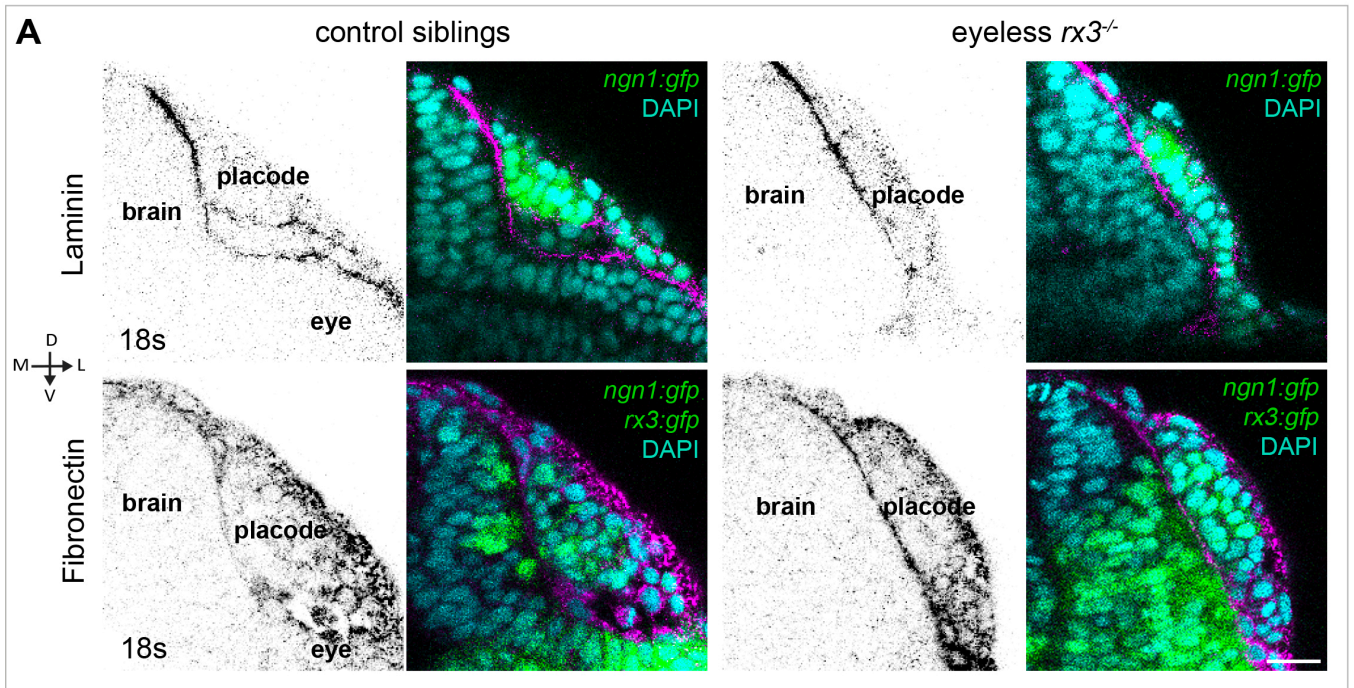 A
control siblings
eyeless rx3-/-
Laminin
brain
placode
eye
18s
ngn1:gfp
DAPI
brain
placode
ngn1:gfp
DAPI
D
M L
V
Fibronectin
brain
placode
eye
18s
ngn1:gfp
rx3:gfp
DAPI
brain
placode
ngn1:gfp
rx3:gfp
DAPI